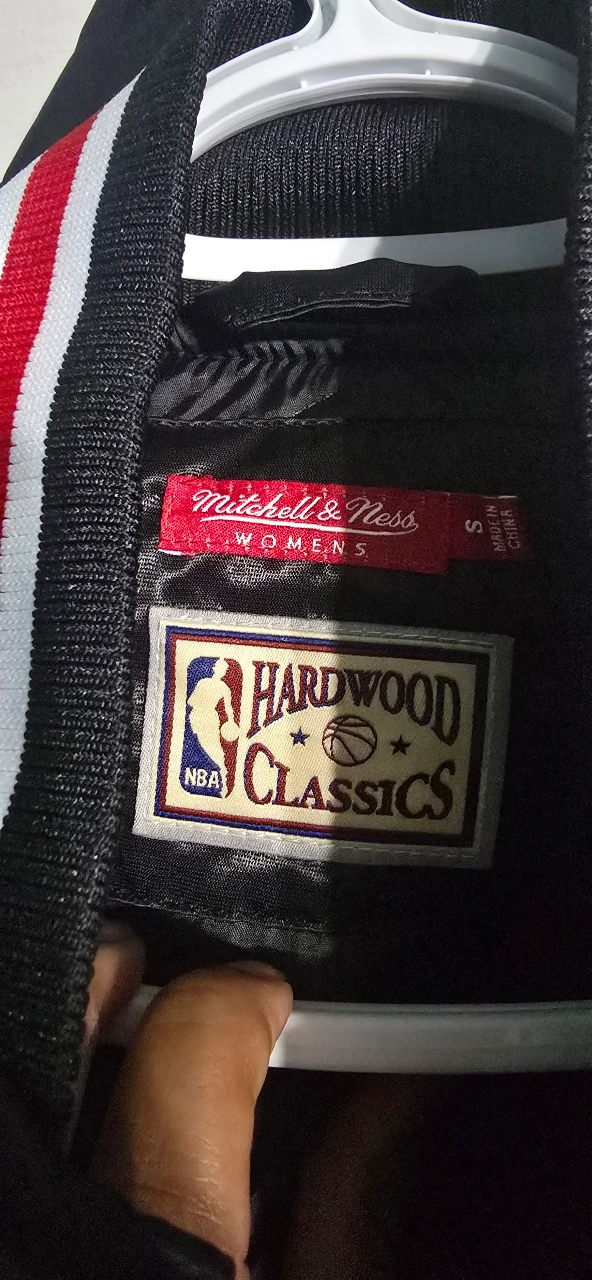 Mitchell & Ness
WOMENS
S
MADE IN
CHINA
HARDWOOD
CLASSICS
NBA